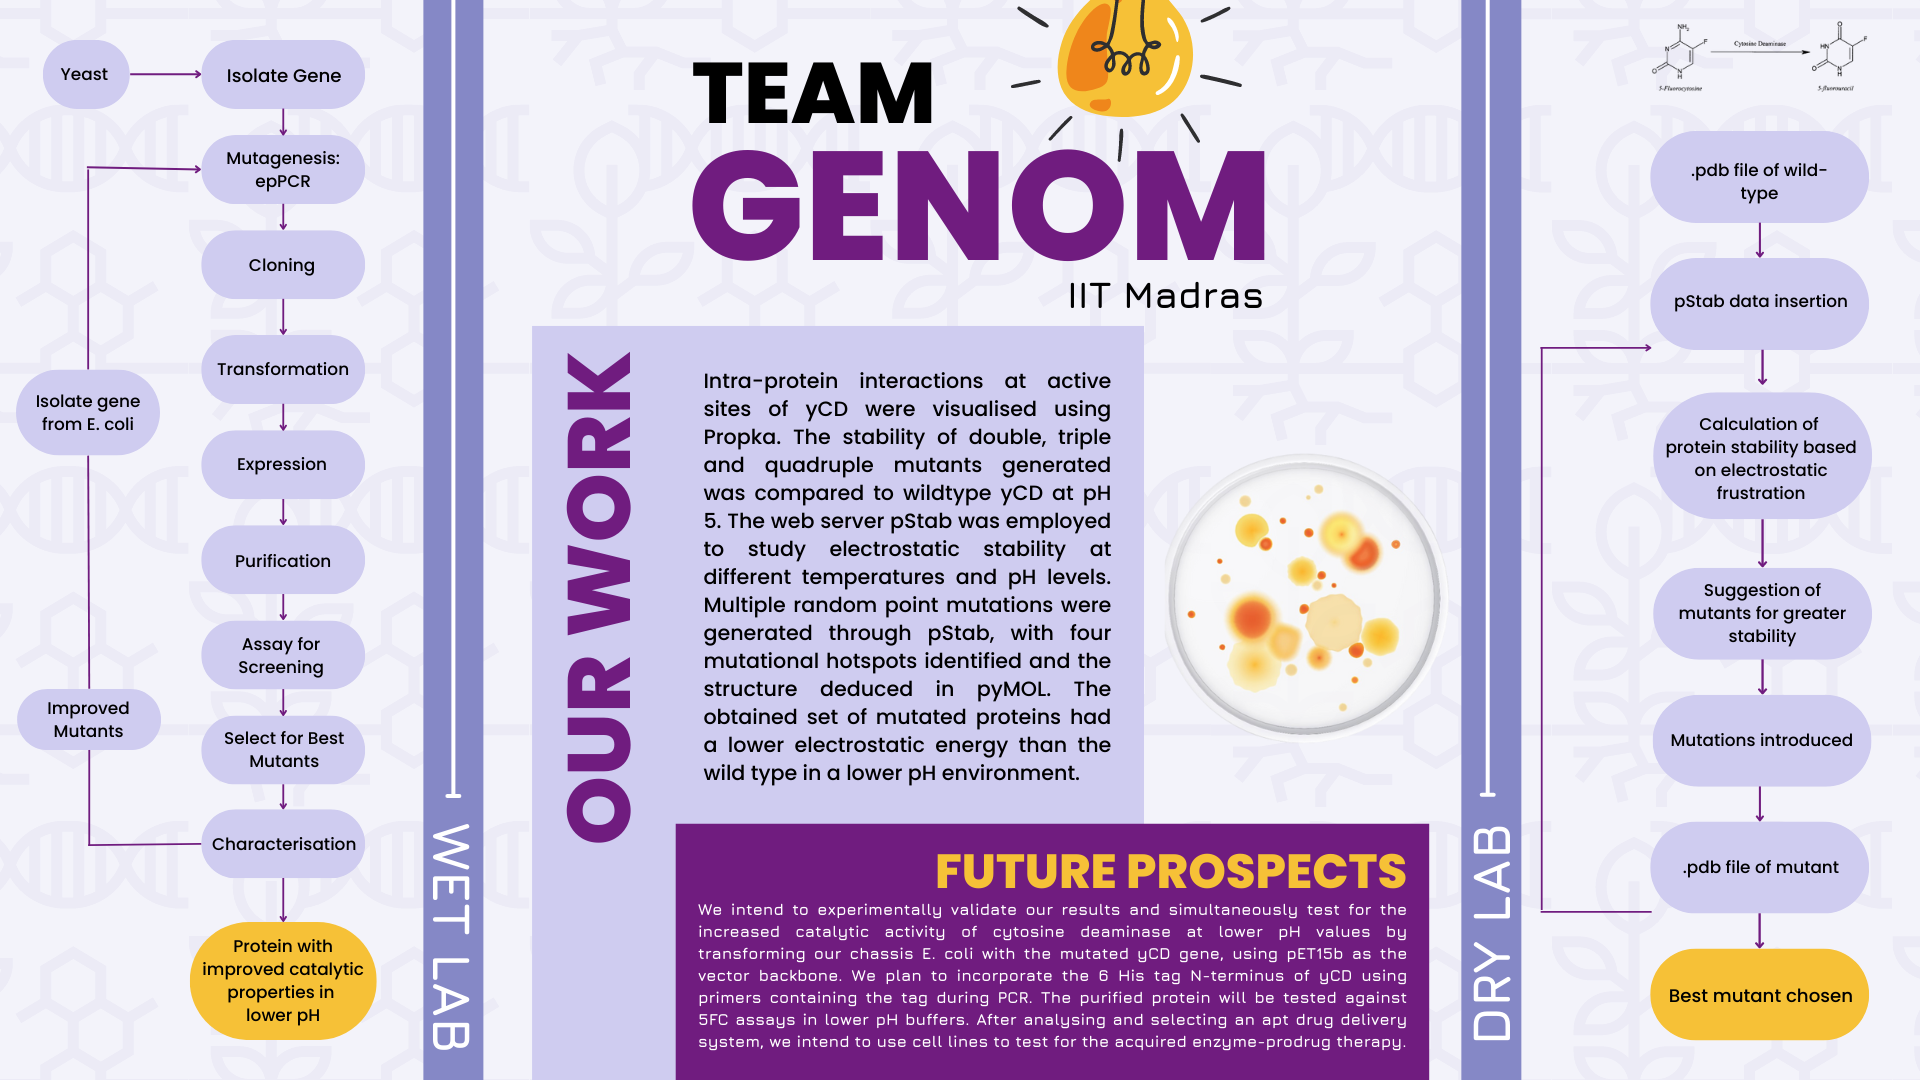 Yeast
Isolate Gene
Mutagenesis:
epPCR
Cloning
Transformation
Isolate gene
from E. coli
Expression
Purification
Assay for
Screening
Improved
Mutants
Select for Best
Mutants
Characterisation
Protein with
improved catalytic
properties in
lower pH
WET LAB
TEAM
GENOM
IIT Madras
OUR WORK
Intra-protein interactions at active
sites of yCD were visualised using
Propka. The stability of double, triple
and quadruple mutants generated
was compared to wildtype yCD at pH
5. The web server pStab was employed
to study electrostatic stability at
different temperatures and pH levels.
Multiple random point mutations were
generated through pStab, with four
mutational hotspots identified and the
structure deduced in pyMOL. The
obtained set of mutated proteins had
a lower electrostatic energy than the
wild type in a lower pH environment.
FUTURE PROSPECTS
We intend to experimentally validate our results and simultaneously test for the
increased catalytic activity of cytosine deaminase at lower pH values by
transforming our chassis E. coli with the mutated yCD gene, using pET15b as the
vector backbone. We plan to incorporate the 6 His tag N-terminus of yCD using
primers containing the tag during PCR. The purified protein will be tested against
5FC assays in lower pH buffers. After analysing and selecting an apt drug delivery
system, we intend to use cell lines to test for the acquired enzyme-prodrug therapy.
DRY LAB
NH2
F
N
O
N
H
5-Fluorocytosine
Cytosine Deaminase
O
F
HN
O
N
H
5-fluorouracil
.pdb file of wild-
type
pStab data insertion
Calculation of
protein stability based
on electrostatic
frustration
Suggestion of
mutants for greater
stability
Mutations introduced
.pdb file of mutant
Best mutant chosen